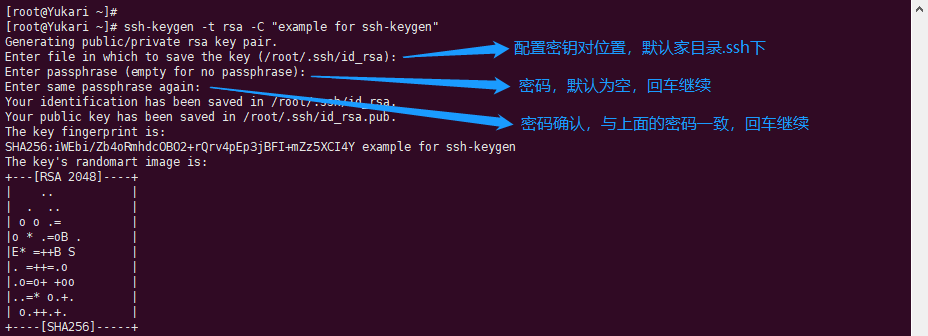 [root@Yukari ~]#
[root@Yukari ~]# ssh-keygen -t rsa -C "example for ssh-keygen"
Generating public/private rsa key pair.
Enter file in which to save the key (/root/.ssh/id_rsa):
配置密钥对位置，默认家目录.ssh下
Enter passphrase (empty for no passphrase):
密码，默认为空，回车继续
Enter same passphrase again:
密码确认，与上面的密码一致，回车继续
Your identification has been saved in /root/.ssh/id_rsa.
Your public key has been saved in /root/.ssh/id_rsa.pub.
The key fingerprint is:
SHA256:iWEbi/Zb4oRmhdcOBO2+rQrv4pEp3jBFI+mZz5XCI4Y example for ssh-keygen
The key's randomart image is:
+---[RSA 2048]----+
|     ..          |
|   .  ..         |
|  o o .=         |
|o * .=oB .       |
|E* =++B S        |
|. =++=.o         |
|.o=o+ +oo        |
|..=* o.+.        |
| o.++.+.         |
+----[SHA256]-----+